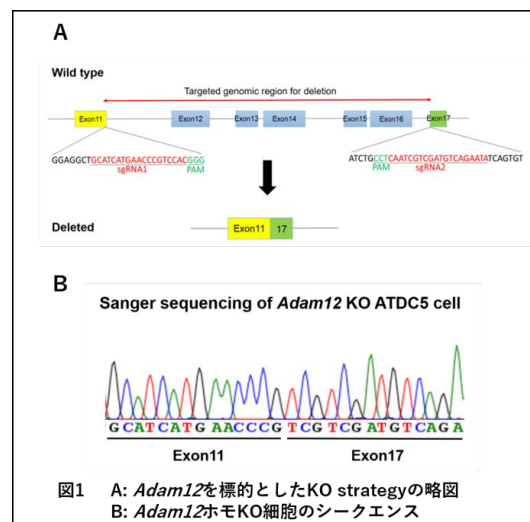 A
Wild type
Targeted genomic region for deletion
Exon11 Exon12 Exon13 Exon14 Exon15 Exon16 Exon17
GGAGGCTGCATCATGAACCCGTCCACGGG ATCTGCCTCAATCGTCGATGTCAGAATATCAGTGT
sgRNA1 PAM PAM sgRNA2
Deleted
Exon11 17
B
Sanger sequencing of Adam12 KO ATDC5 cell
GCATCATGAACCCGTCGTCGATGTCAGA
Exon11 Exon17
図1 A: Adam12を標的としたKO strategyの略図
B: Adam12ホモKO細胞のシークエンス